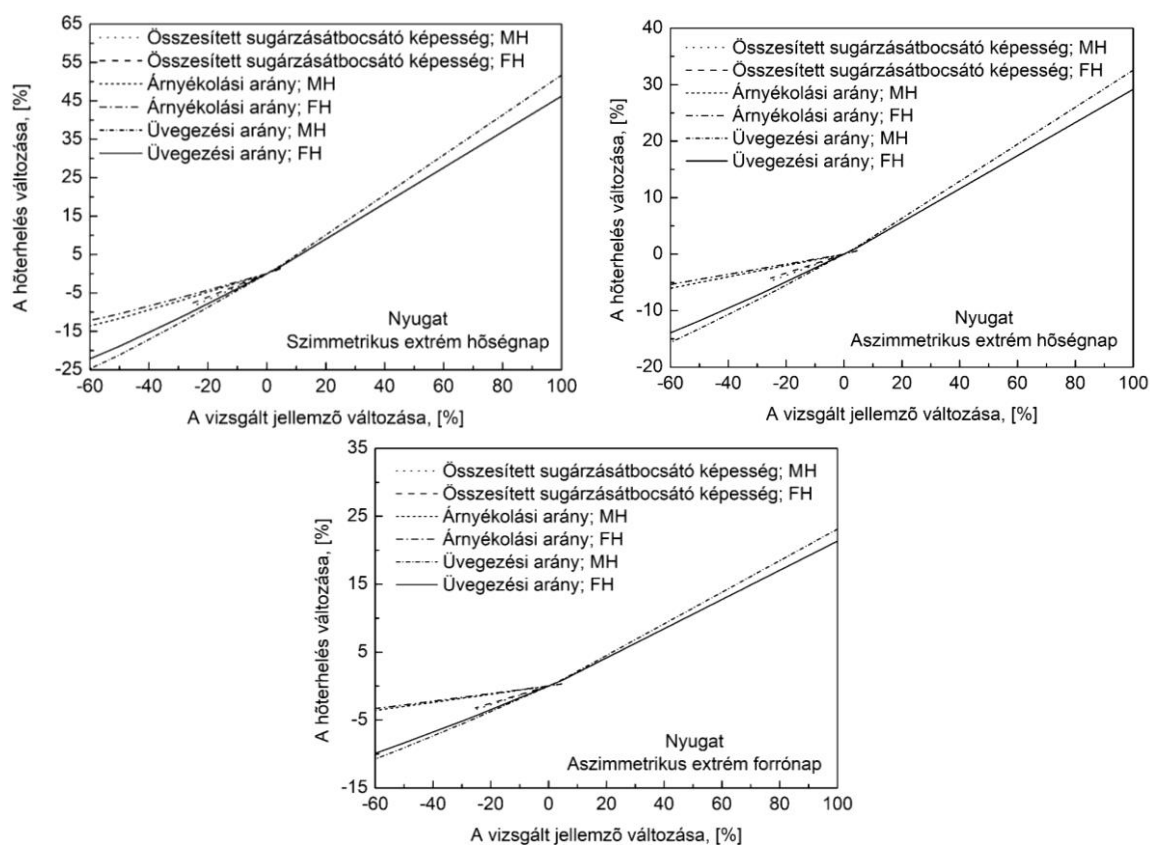 65
55
45
35
25
15
5
-5
-15
-25
A hőterhelés változása, [%]
Összesített sugárzásátbocsátó képesség; MH
Összesített sugárzásátbocsátó képesség; FH
Árnyékolási arány; MH
Árnyékolási arány; FH
Üvegezési arány; MH
Üvegezési arány; FH
Nyugat
Szimmetrikus extrém hõségnap
-60 -40 -20 0 20 40 60 80 100
A vizsgált jellemzõ változása, [%]
40
30
20
10
0
-10
-20
A hõterhelés változása, [%]
Összesített sugárzásátbocsátó képesség; MH
Összesített sugárzásátbocsátó képesség; FH
Árnyékolási arány; MH
Árnyékolási arány; FH
Üvegezési arány; MH
Üvegezési arány; FH
Nyugat
Aszimmetrikus extrém hõségnap
-60 -40 -20 0 20 40 60 80 100
A vizsgált jellemzõ változása, [%]
35
25
15
5
-5
-15
A hõterhelés változása, [%]
Összesített sugárzásátbocsátó képesség; MH
Összesített sugárzásátbocsátó képesség; FH
Árnyékolási arány; MH
Árnyékolási arány; FH
Üvegezési arány; MH
Üvegezési arány; FH
Nyugat
Aszimmetrikus extrém forrónap
-60 -40 -20 0 20 40 60 80 100
A vizsgált jellemzõ változása, [%]